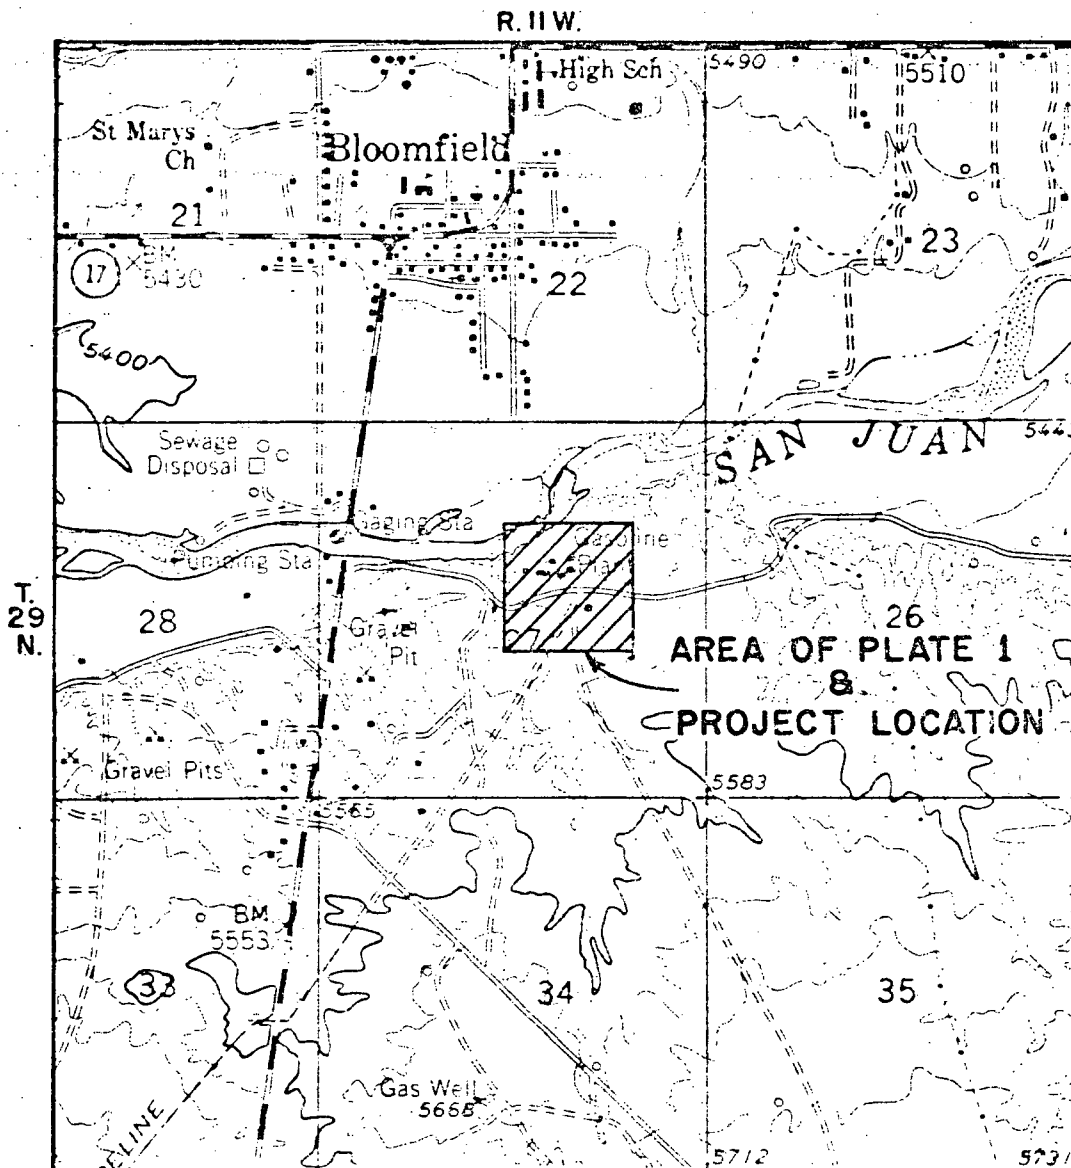 R. 11 W.
5490
High Sch
5510
St Marys
Ch
Bloomfield
21
23
17
BM
5430
22
5400
SAN JUAN
Sewage
Disposal
Gaging Sta
Gasoline
Plant
Pumping Sta
T.
29
N.
28
Gravel
Pit
26
AREA OF PLATE 1
&
PROJECT LOCATION
Gravel Pits
5583
5565
BM
5553
33
34
35
Gas Well
5668
5712
5731